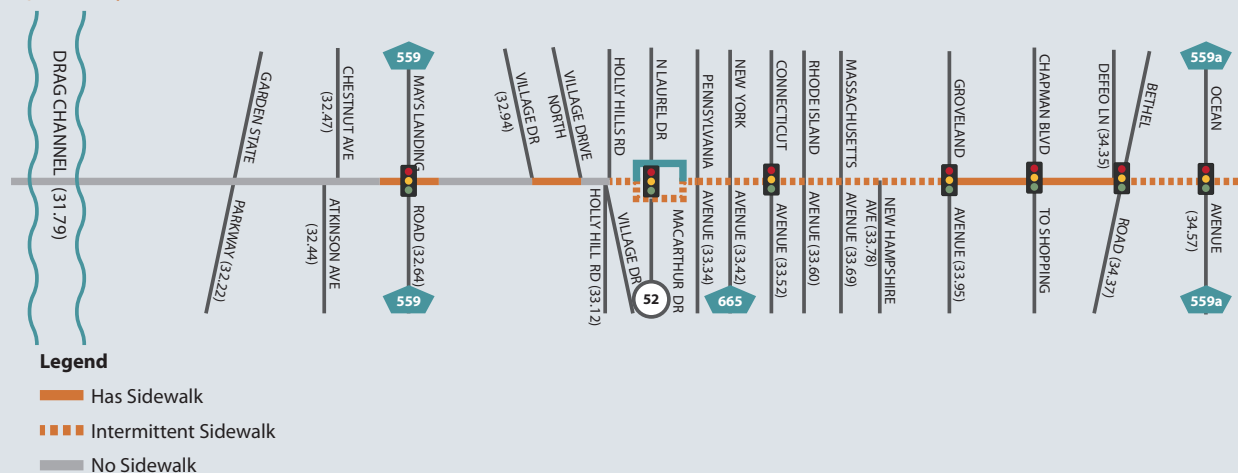 DRAG CHANNEL (31.79)
GARDEN STATE
PARKWAY (32.22)
CHESTNUT AVE
(32.47)
ATKINSON AVE
(32.44)
559
MAYS LANDING
ROAD (32.64)
559
VILLAGE DR
(32.94)
VILLAGE DRIVE
NORTH
HOLLY HILLS RD
HOLLY HILL RD (33.12)
VILLAGE DR
N LAUREL DR
MACARTHUR DR
52
PENNSYLVANIA
AVENUE (33.34)
NEW YORK
AVENUE (33.42)
665
CONNECTICUT
AVENUE (33.52)
RHODE ISLAND
AVENUE (33.60)
MASSACHUSETTS
AVENUE (33.69)
NEW HAMPSHIRE
AVE (33.78)
GROVELAND
AVENUE (33.95)
CHAPMAN BLVD
TO SHOPPING
DEFEO LN (34.35)
BETHEL
ROAD (34.37)
559a
OCEAN
AVENUE
(34.57)
559a
Legend
Has Sidewalk
Intermittent Sidewalk
No Sidewalk